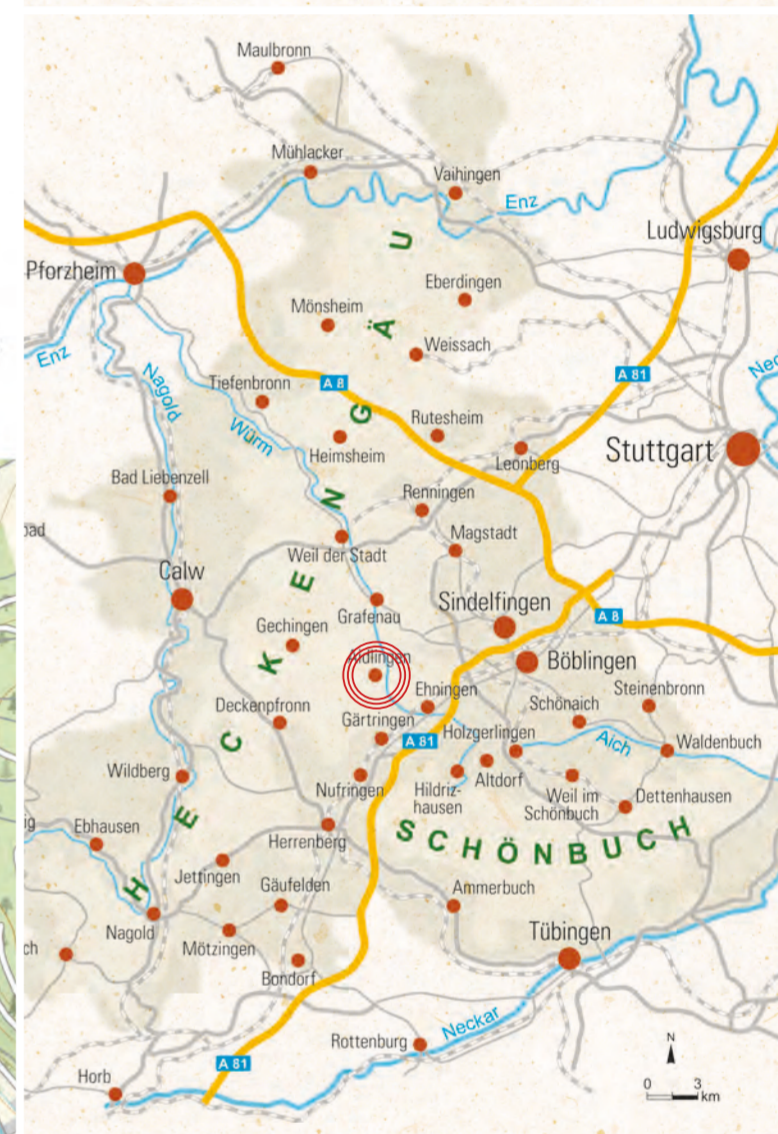 Maulbronn
Mühlacker
Vaihingen
Enz
Ludwigsburg
Pforzheim
Eberdingen
Mönsheim
Weissach
Enz
Nagold
Tiefenbronn
A 8
A 81
Würm
Rutesheim
Heimsheim
Leonberg
Stuttgart
Bad Liebenzell
Renningen
Magstadt
Weil der Stadt
Calw
Grafenau
Sindelfingen
A 8
Gechingen
Aidlingen
Böblingen
Ehningen
Schönaich
Steinenbronn
Deckenpfronn
Gärtringen
A 81
Holzgerlingen
Aich
Waldenbuch
Wildberg
Nufringen
Hildriz-
hausen
Altdorf
Weil im
Schönbuch
Dettenhausen
Ebhausen
Herrenberg
SCHÖNBUCH
HECKENGÄU
Jettingen
Gäufelden
Ammerbuch
Nagold
Mötzingen
Tübingen
Bondorf
Rottenburg
Neckar
A 81
Horb
N
0 3
km